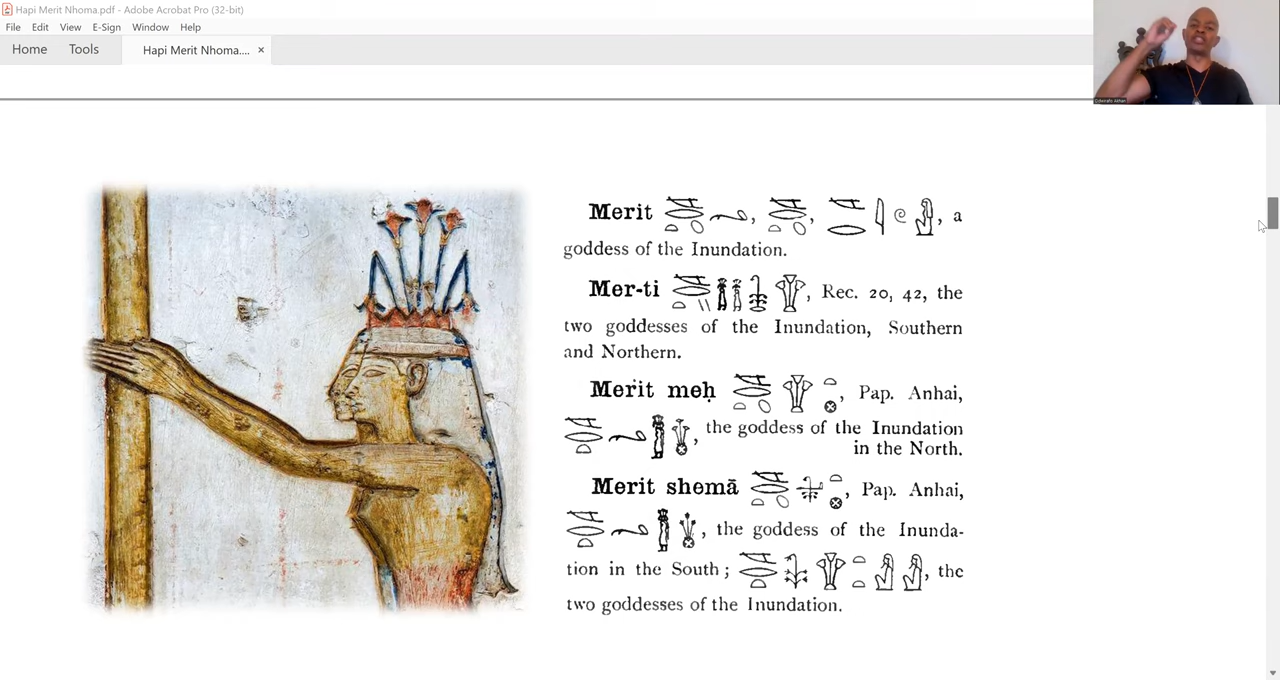 Hapi Merit Nhoma.pdf - Adobe Acrobat Pro (32-bit)
File Edit View E-Sign Window Help
Home Tools Hapi Merit Nhoma.... ×
Merit , , , a
goddess of the Inundation.
Mer-ti , Rec. 20, 42, the
two goddesses of the Inundation, Southern
and Northern.
Merit meḥ , Pap. Anhai,
, the goddess of the Inundation
in the North.
Merit shemā , Pap. Anhai,
, the goddess of the Inunda-
tion in the South; , the
two goddesses of the Inundation.